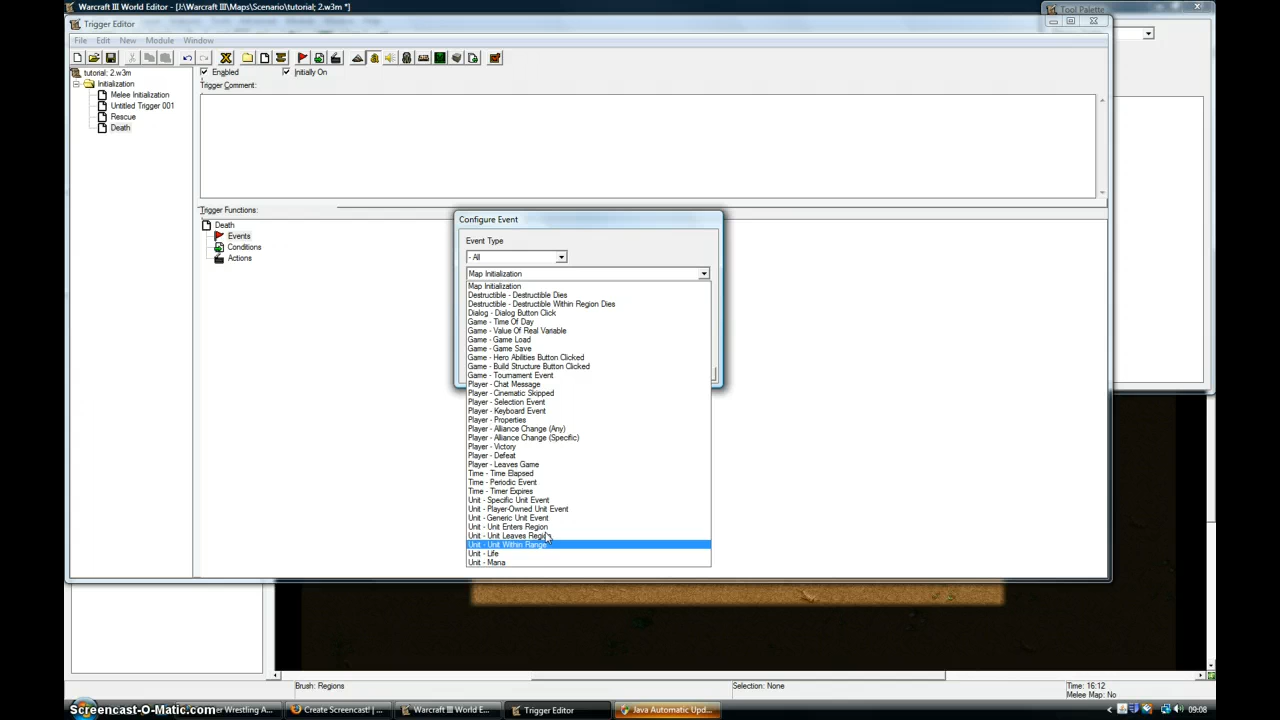 Warcraft III World Editor - [J:\Warcraft III\Maps\Scenario\tutorial; 2.w3m *]
Tool Palette
Trigger Editor
File Edit New Module Window
tutorial: 2.w3m
Initialization
Melee Initialization
Untitled Trigger 001
Rescue
Death
Enabled Initially On
Trigger Comment:
Trigger Functions:
Death
Events
Conditions
Actions
Configure Event
Event Type
- All
Map Initialization
Map Initialization
Destructible - Destructible Dies
Destructible - Destructible Within Region Dies
Dialog - Dialog Button Click
Game - Time Of Day
Game - Value Of Real Variable
Game - Game Load
Game - Game Save
Game - Hero Abilities Button Clicked
Game - Build Structure Button Clicked
Game - Tournament Event
Player - Chat Message
Player - Cinematic Skipped
Player - Selection Event
Player - Keyboard Event
Player - Properties
Player - Alliance Change (Any)
Player - Alliance Change (Specific)
Player - Victory
Player - Defeat
Player - Leaves Game
Time - Time Elapsed
Time - Periodic Event
Time - Timer Expires
Unit - Specific Unit Event
Unit - Player-Owned Unit Event
Unit - Generic Unit Event
Unit - Unit Enters Region
Unit - Unit Leaves Region
Unit - Unit Within Range
Unit - Life
Unit - Mana
Brush: Regions
Selection: None
Time: 16:12
Melee Map: No
Screencast-O-Matic.com
er Wrestling A...
Create Screencast! | ...
Warcraft III World E...
Trigger Editor
Java Automatic Upd...
09:08